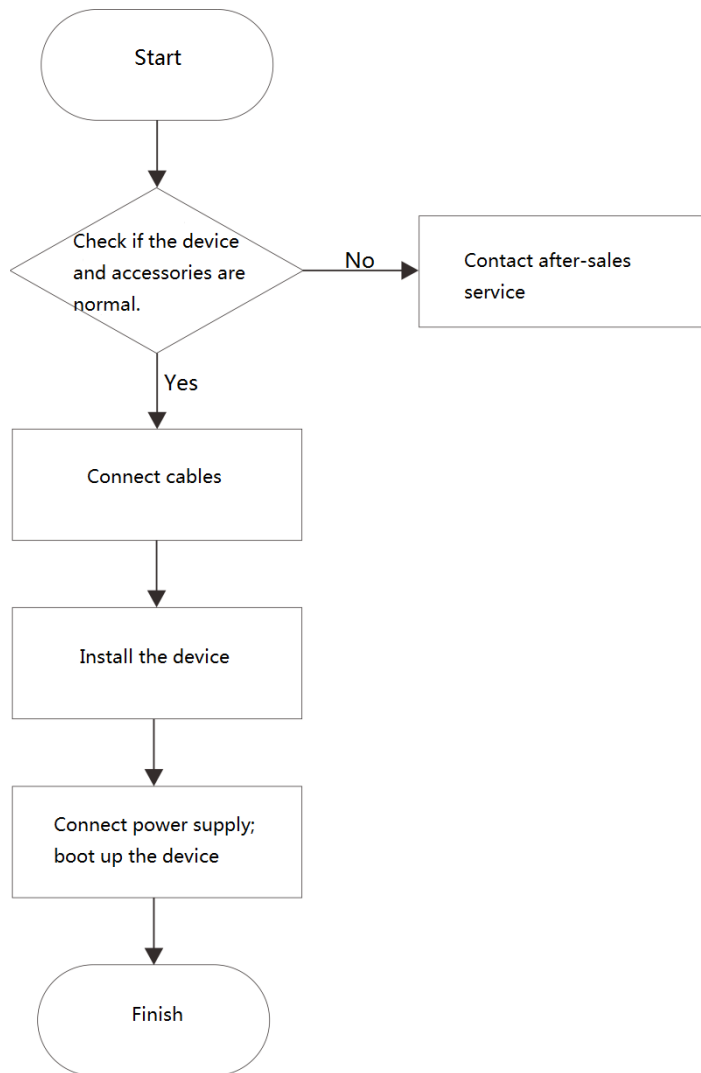 Start
Check if the device
and accessories are
normal.
No
Contact after-sales
service
Yes
Connect cables
Install the device
Connect power supply;
boot up the device
Finish